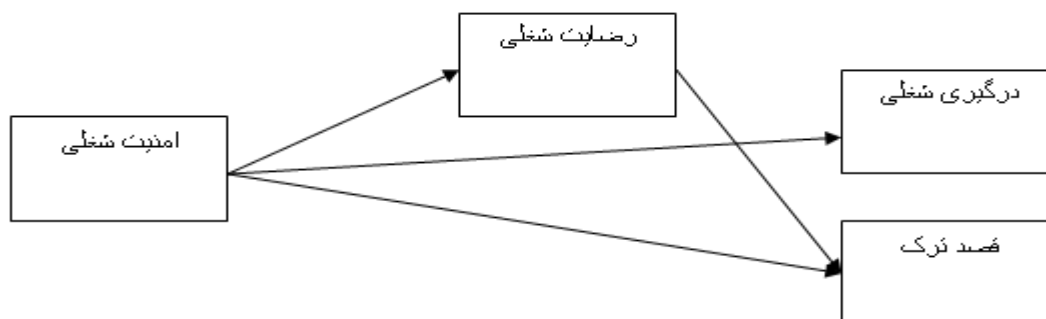 رضایت شغلی
درگیری شغلی
امنیت شغلی
قصد ترک